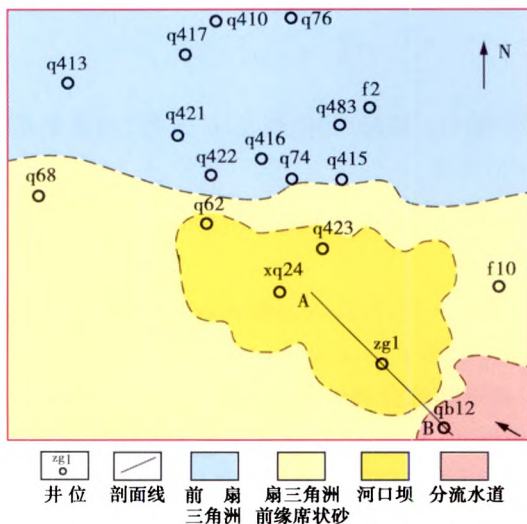 q410 q76
q417
N
q413
f2
q483
q421
q416
q422 q74 q415
q68
q62
q423
xq24
f10
A
zg1
qb12
B
zg1
井位 剖面线 前扇三角洲 扇三角洲前缘席状砂 河口坝 分流水道